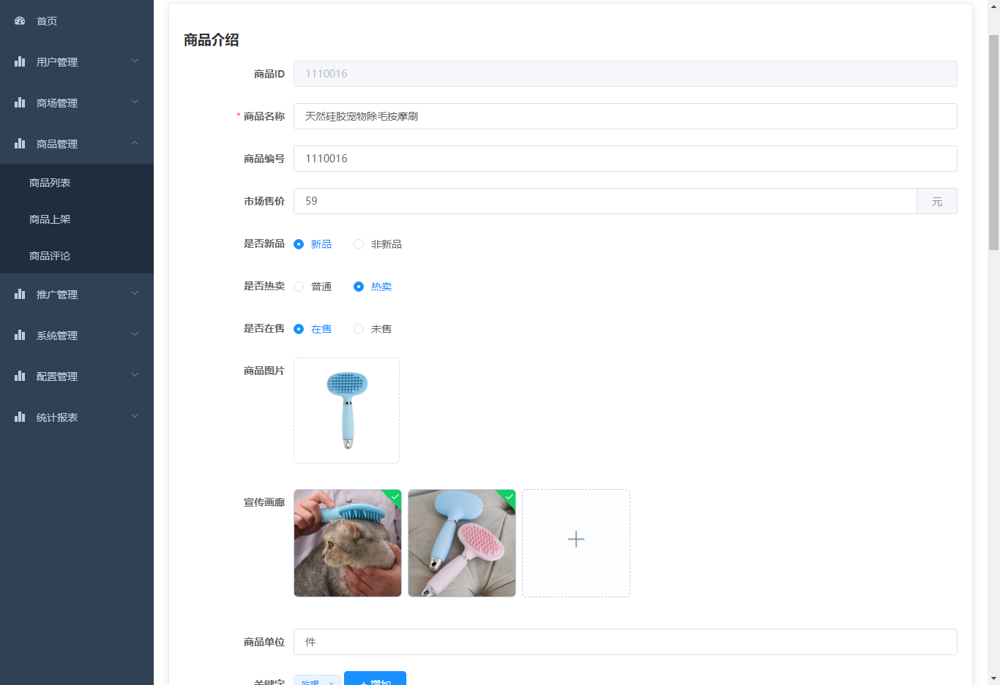 首页
用户管理
商场管理
商品管理
商品列表
商品上架
商品评论
推广管理
系统管理
配置管理
统计报表
商品介绍
商品ID 1110016
* 商品名称 天然硅胶宠物除毛按摩刷
商品编号 1110016
市场售价 59 元
是否新品 新品 非新品
是否热卖 普通 热卖
是否在售 在售 未售
商品图片
宣传画廊
商品单位 件
关键字 吃喝 × + 增加